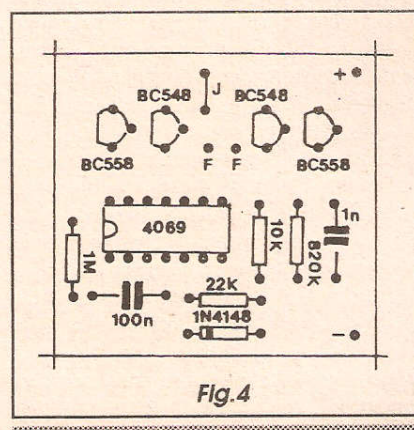 BC548 J BC548 +
BC558 F F BC558
4069
1M 10K 820K 1n
100n
22K
1N4148
-
Fig.4